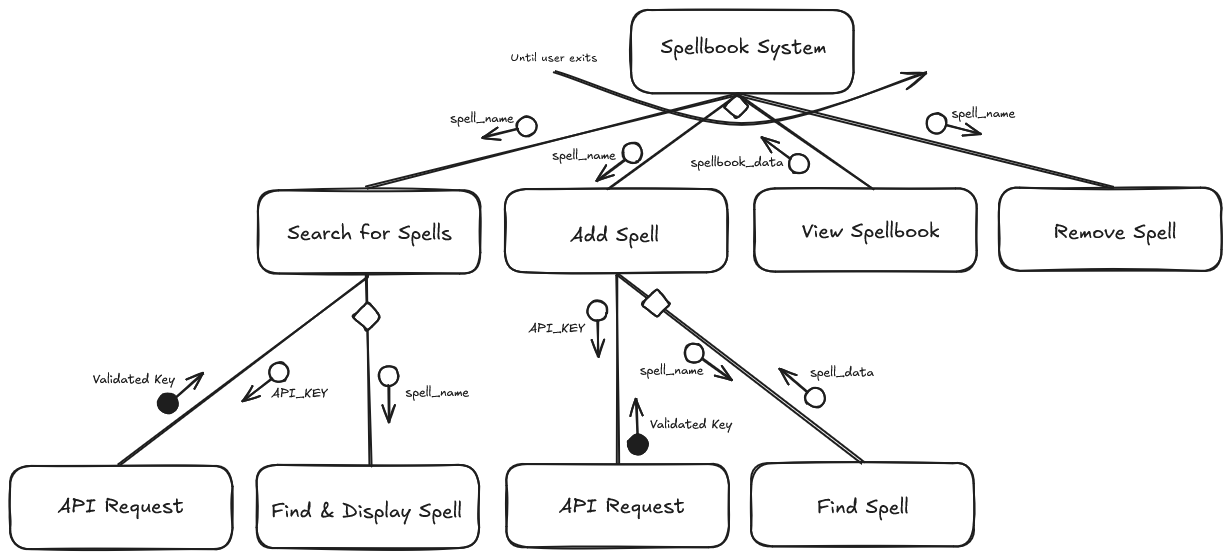 Spellbook System
Until user exits
spell_name
spell_name
spell_name
spellbook_data
Search for Spells
Add Spell
View Spellbook
Remove Spell
API_KEY
spell_name
spell_data
Validated Key
API_KEY
spell_name
Validated Key
API Request
Find & Display Spell
API Request
Find Spell